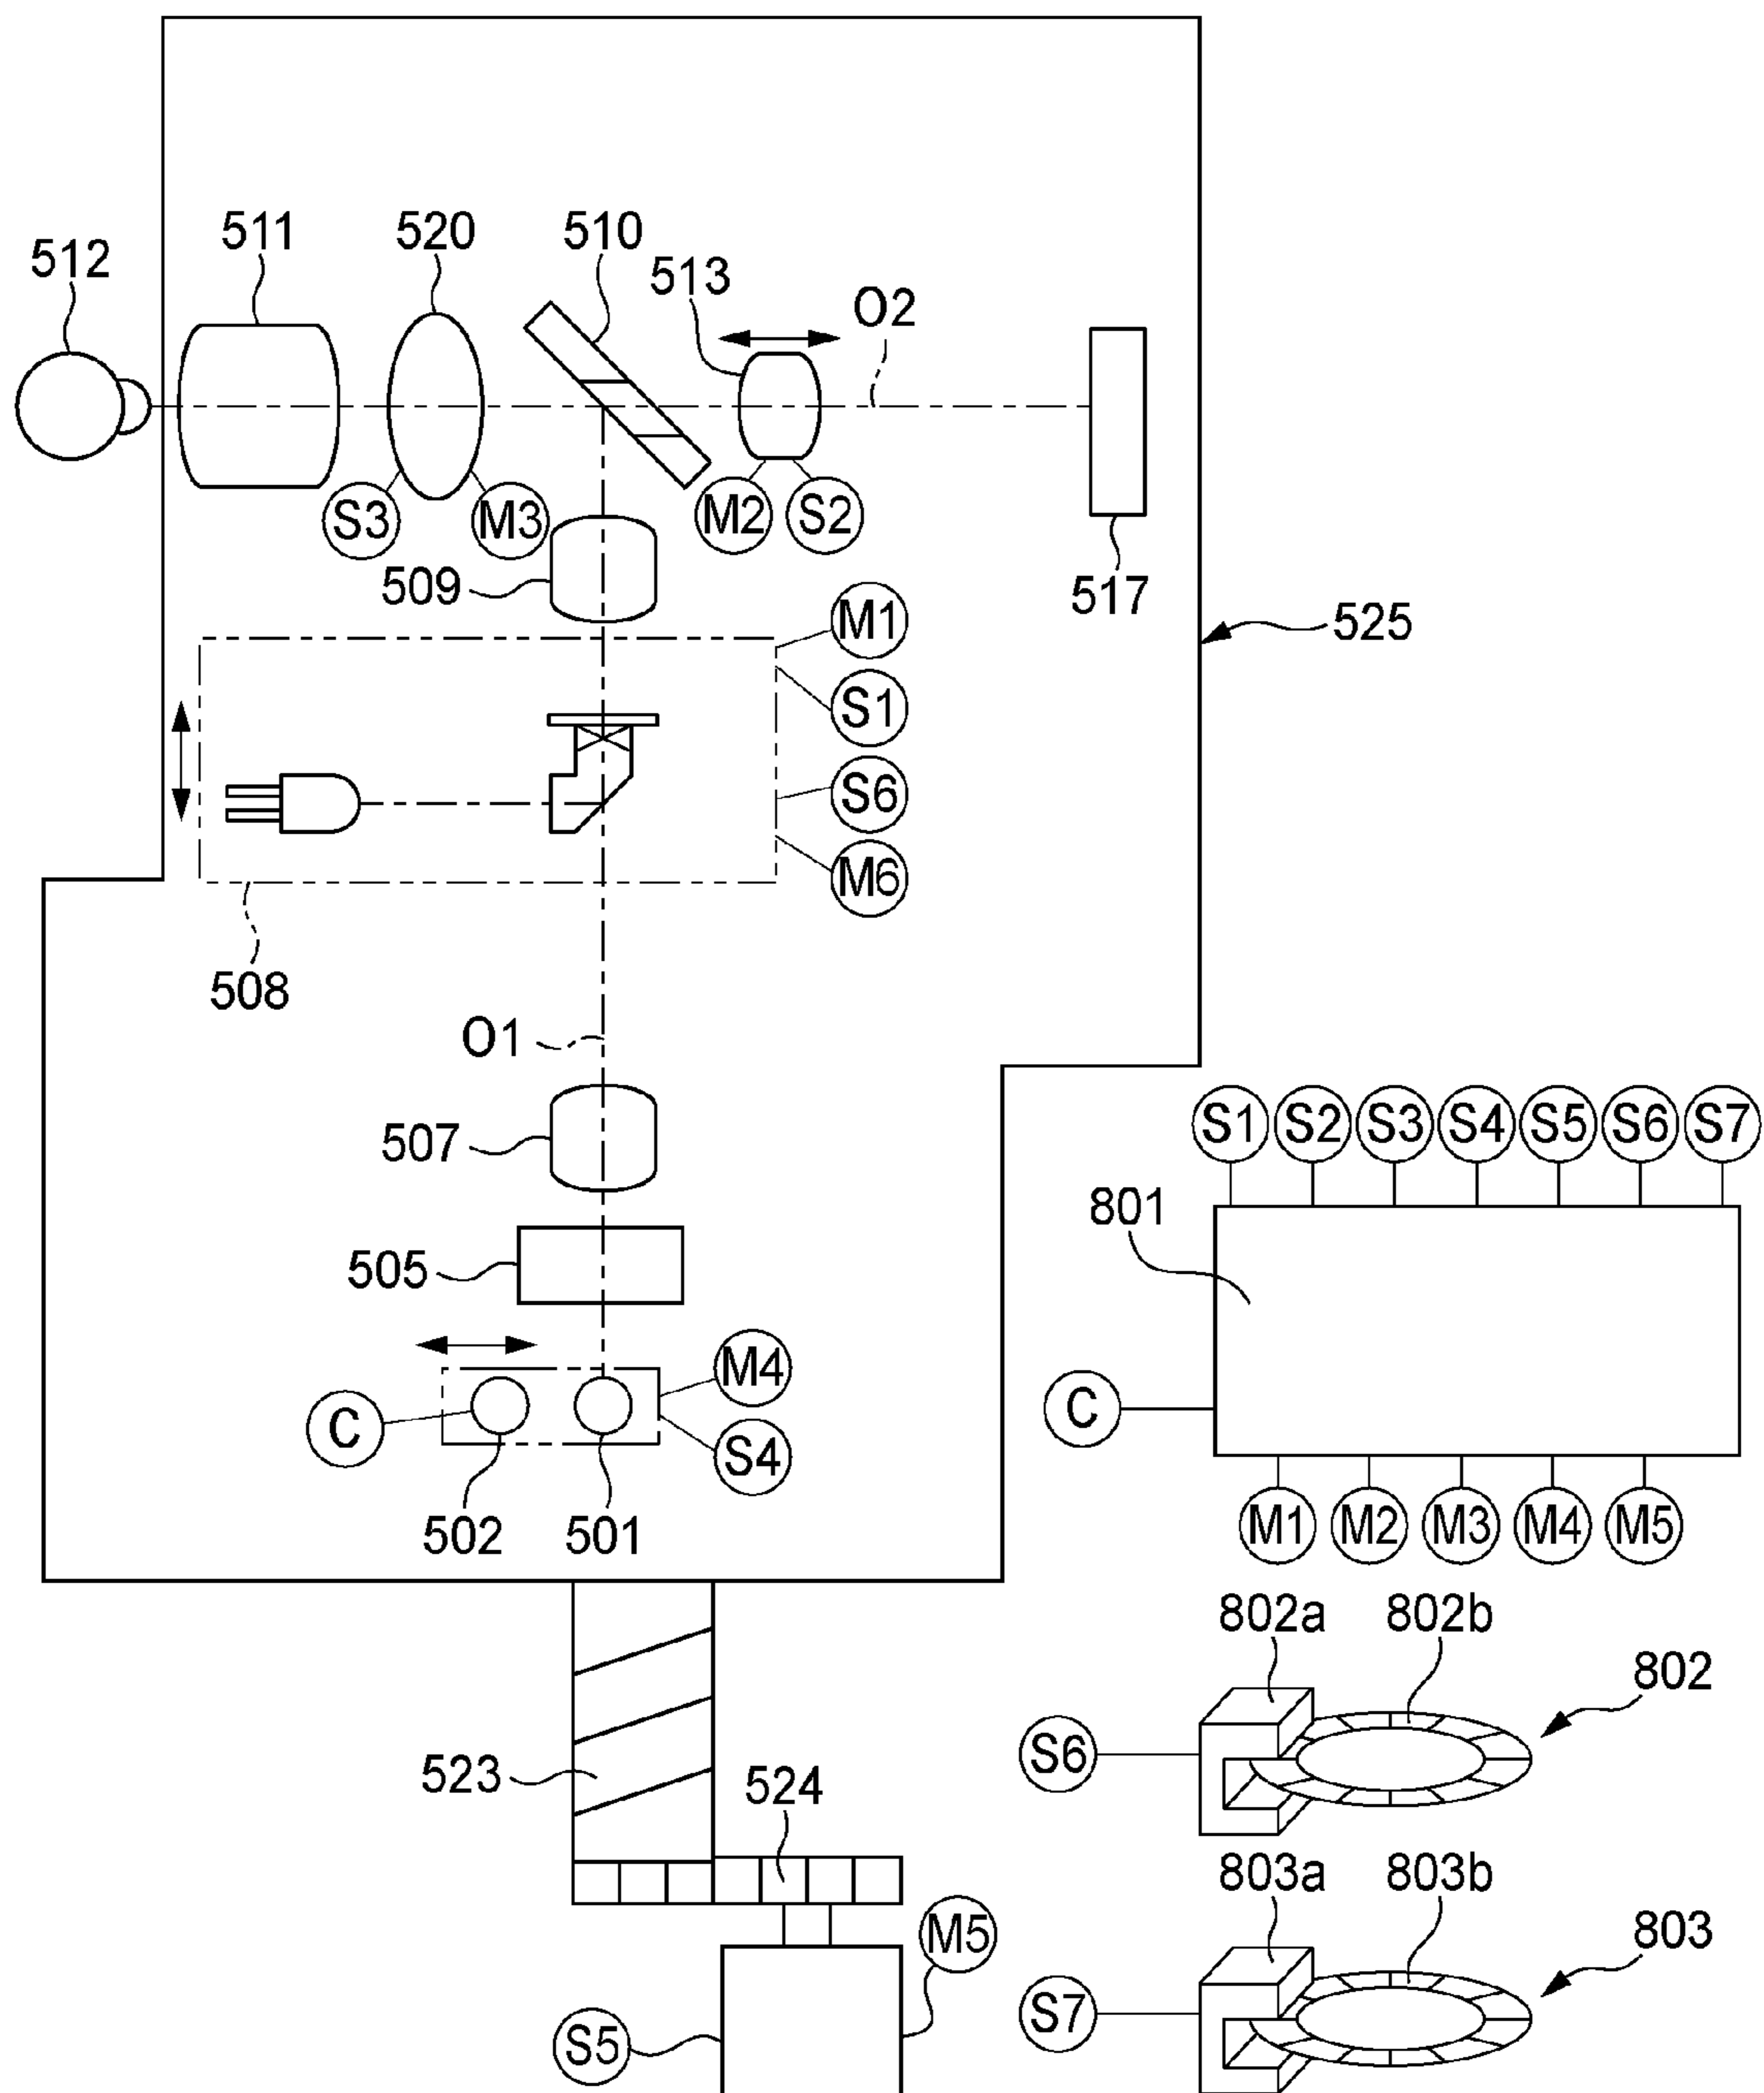 511 520 510
512 513 O2
S3 M3 M2 S2
509 517
M1 525
S1
S6
M6
508
O1
507 S1 S2 S3 S4 S5 S6 S7
801
505
M4
C S4 C
502 501 M1 M2 M3 M4 M5
802a 802b
802
523 524 S6
803a 803b
M5 803
S5 S7